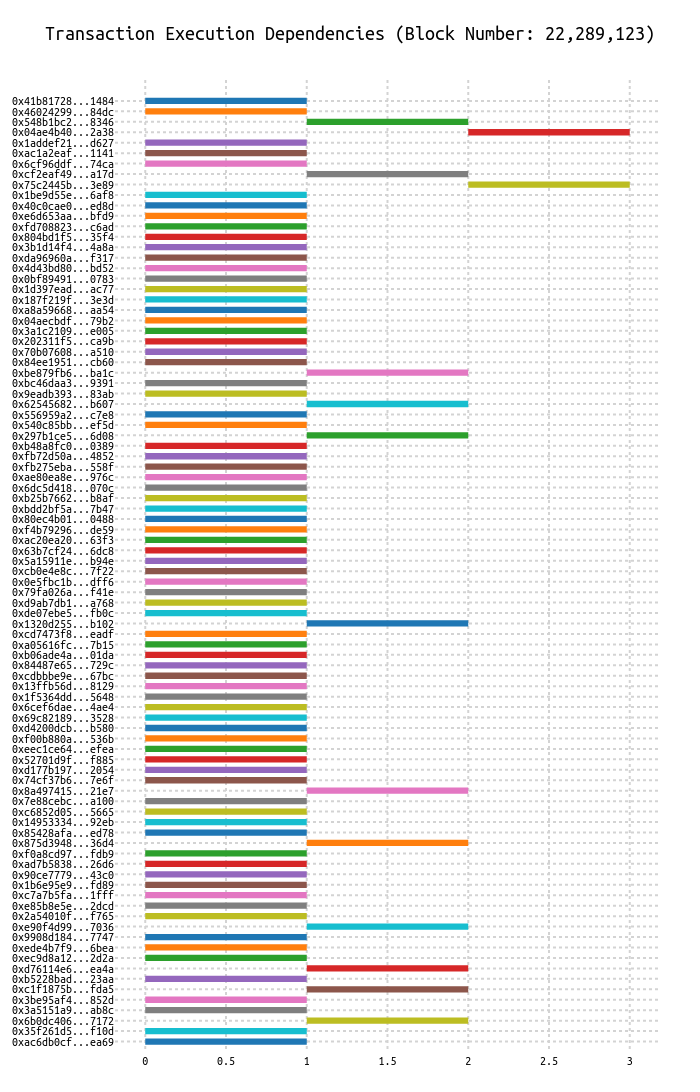 Transaction Execution Dependencies (Block Number: 22,289,123)
0x41b81728...1484
0x46024299...84dc
0x548b1bc2...8346
0x04ae4b40...2a38
0x1addef21...d627
0xac1a2eaf...1141
0x6cf96ddf...74ca
0xcf2eaf49...a17d
0x75c2445b...3e89
0x1be9d55e...6af8
0x40c0cae0...ed8d
0xe6d653aa...bfd9
0xfd708823...c6ad
0x804bd1f5...35f4
0x3b1d14f4...4a8a
0xda96960a...f317
0x4d43bd80...bd52
0x0bf89491...0783
0x1d397ead...ac77
0x187f219f...3e3d
0xa8a59668...aa54
0x04aecbdf...79b2
0x3a1c2109...e005
0x202311f5...ca9b
0x70b07608...a510
0x84ee1951...cb60
0xbe879fb6...ba1c
0xbc46daa3...9391
0x9eadb393...83ab
0x62545682...b607
0x556959a2...c7e8
0x540c85bb...ef5d
0x297b1ce5...6d08
0xb48a8fc0...0389
0xfb72d50a...4852
0xfb275eba...558f
0xae80ea8e...976c
0x6dc5d418...070c
0xb25b7662...b8af
0xbdd2bf5a...7b47
0x80ec4b01...0488
0xf4b79296...de59
0xac20ea20...63f3
0x63b7cf24...6dc8
0x5a15911e...b94e
0xcb0e4e8c...7f22
0x0e5fbc1b...dff6
0x79fa026a...f41e
0xd9ab7db1...a768
0xde07ebe5...fb0c
0x1320d255...b102
0xcd7473f8...eadf
0xa05616fc...7b15
0xb06ade4a...01da
0x84487e65...729c
0xcdbbbe9e...67bc
0x13ffb56d...8129
0x1f5364dd...5648
0x6cef6dae...4ae4
0x69c82189...3528
0xd4200dcb...b580
0xf00b880a...536b
0xeec1ce64...efea
0x52701d9f...f885
0xd177b197...2054
0x74cf37b6...7e6f
0x8a497415...21e7
0x7e88cebc...a100
0xc6852d05...5665
0x14953334...92eb
0x85428afa...ed78
0x875d3948...36d4
0xf0a8cd97...fdb9
0xad7b5838...26d6
0x90ce7779...43c0
0x1b6e95e9...fd89
0xc7a7b5fa...1fff
0xe85b8e5e...2dcd
0x2a54010f...f765
0xe90f4d99...7036
0x9908d184...7747
0xede4b7f9...6bea
0xec9d8a12...2d2a
0xd76114e6...ea4a
0xb5228bad...23aa
0xc1f1875b...fda5
0x3be95af4...852d
0x3a5151a9...ab8c
0x6b0dc406...7172
0x35f261d5...f10d
0xac6db0cf...ea69
0 0.5 1 1.5 2 2.5 3